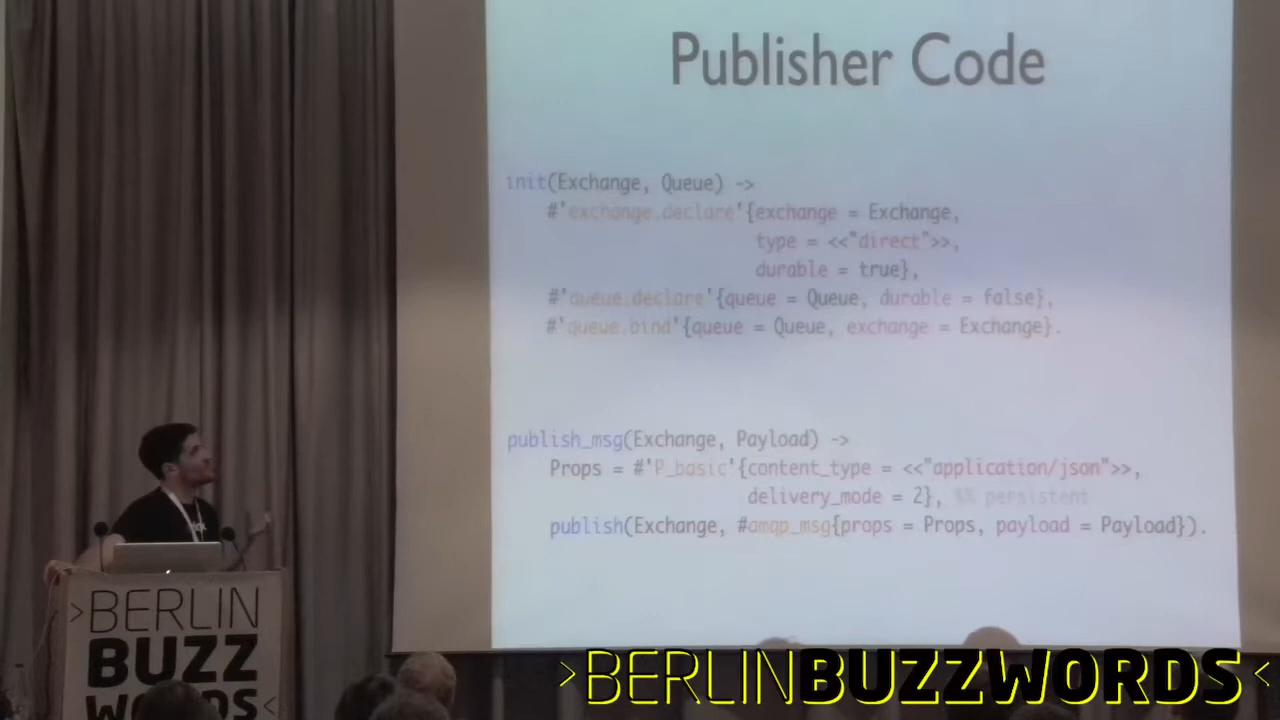 Publisher Code
init(Exchange, Queue) ->
#'exchange.declare'{exchange = Exchange,
type = <<"direct">>,
durable = true},
#'queue.declare'{queue = Queue, durable = false},
#'queue.bind'{queue = Queue, exchange = Exchange}.
publish_msg(Exchange, Payload) ->
Props = #'P_basic'{content_type = <<"application/json">>,
delivery_mode = 2}, %% persistent
publish(Exchange, #amqp_msg{props = Props, payload = Payload}).
>BERLIN
BUZZ
WORDS<
>BERLINBUZZWORDS<